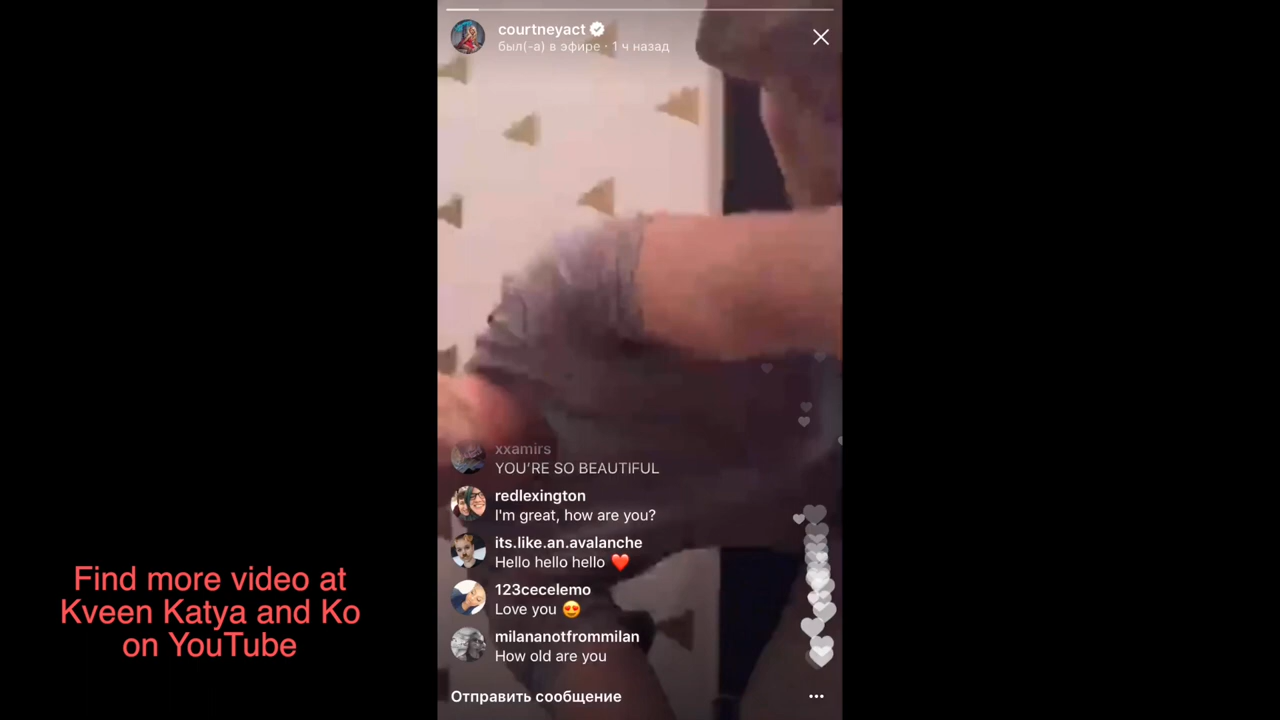 courtneyact
был(-а) в эфире · 1 ч назад
xxamirs
YOU'RE SO BEAUTIFUL
redlexington
I'm great, how are you?
its.like.an.avalanche
Hello hello hello ❤️
123cecelemo
Love you 😍
milananotfrommilan
How old are you
Отправить сообщение
Find more video at
Kveen Katya and Ko
on YouTube